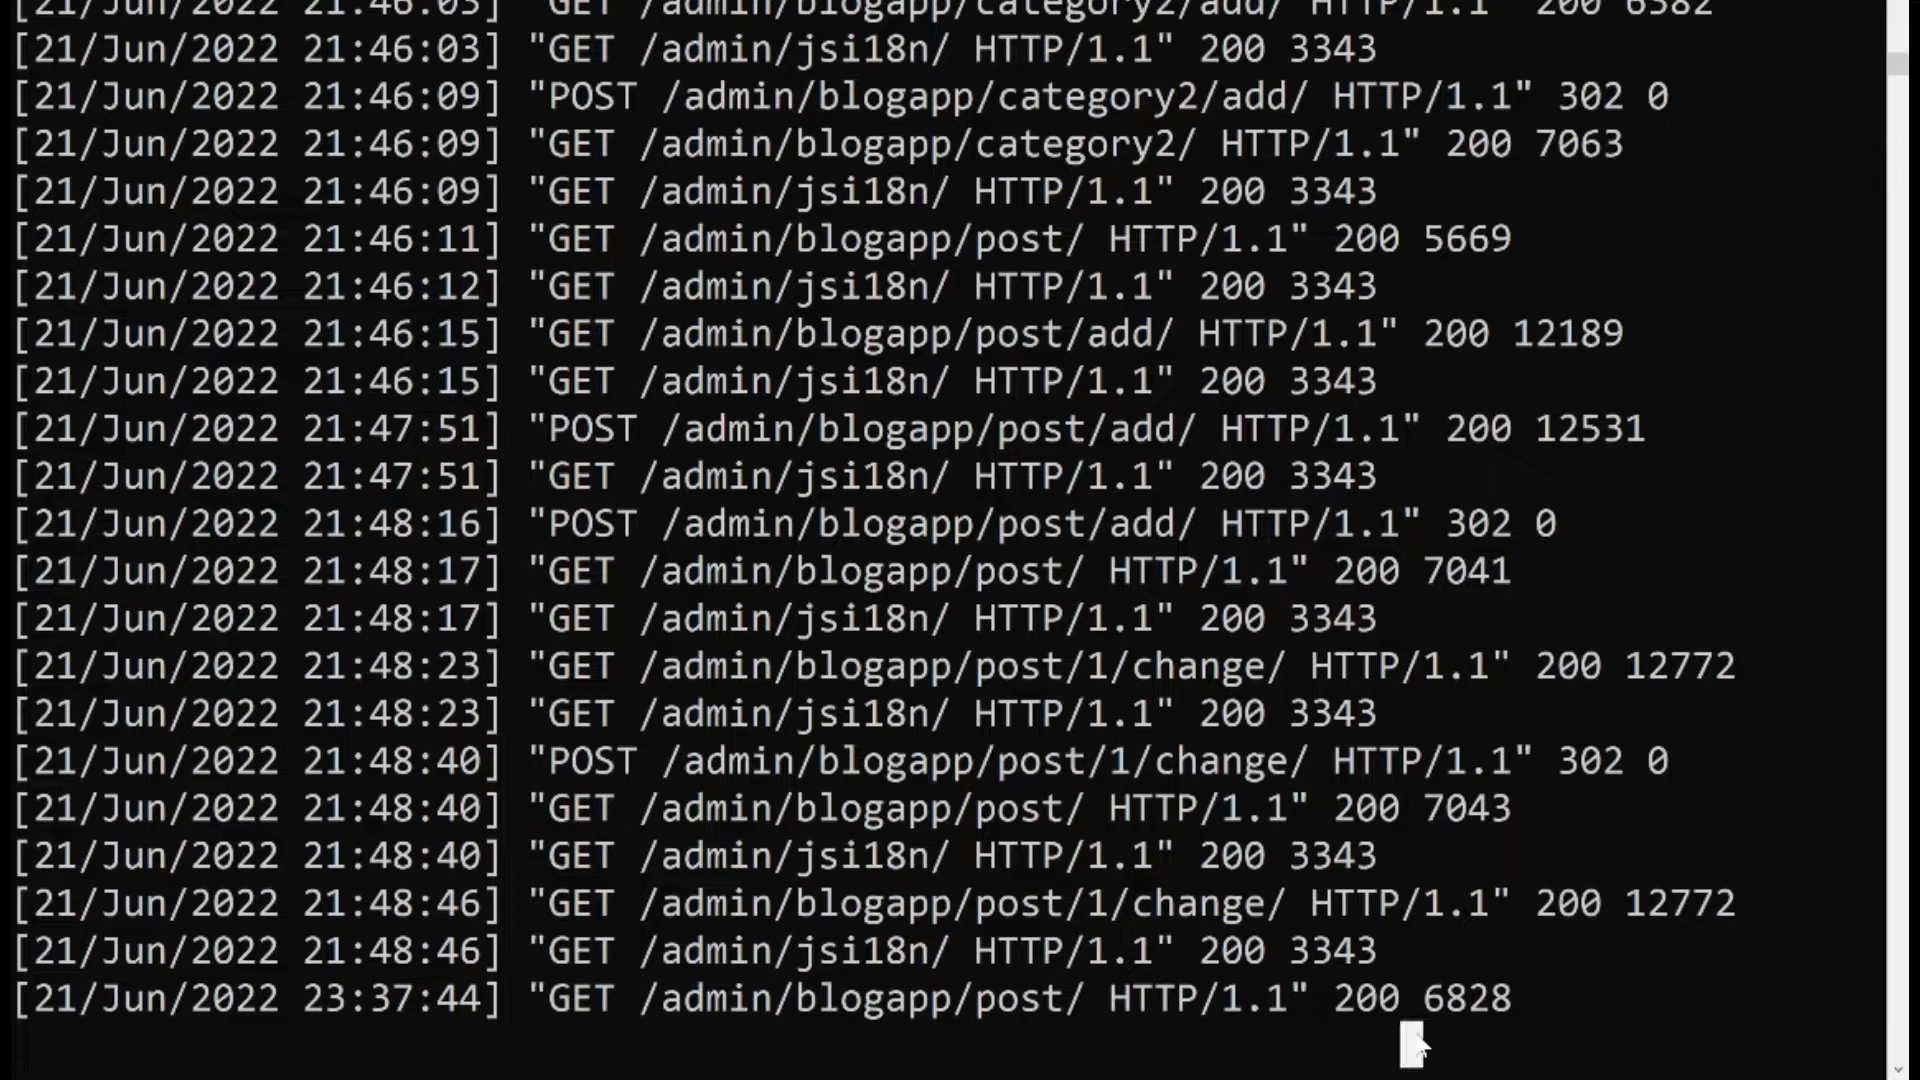 [21/Jun/2022 21:46:03] "GET /admin/blogapp/category2/add/ HTTP/1.1" 200 6382
[21/Jun/2022 21:46:03] "GET /admin/jsi18n/ HTTP/1.1" 200 3343
[21/Jun/2022 21:46:09] "POST /admin/blogapp/category2/add/ HTTP/1.1" 302 0
[21/Jun/2022 21:46:09] "GET /admin/blogapp/category2/ HTTP/1.1" 200 7063
[21/Jun/2022 21:46:09] "GET /admin/jsi18n/ HTTP/1.1" 200 3343
[21/Jun/2022 21:46:11] "GET /admin/blogapp/post/ HTTP/1.1" 200 5669
[21/Jun/2022 21:46:12] "GET /admin/jsi18n/ HTTP/1.1" 200 3343
[21/Jun/2022 21:46:15] "GET /admin/blogapp/post/add/ HTTP/1.1" 200 12189
[21/Jun/2022 21:46:15] "GET /admin/jsi18n/ HTTP/1.1" 200 3343
[21/Jun/2022 21:47:51] "POST /admin/blogapp/post/add/ HTTP/1.1" 200 12531
[21/Jun/2022 21:47:51] "GET /admin/jsi18n/ HTTP/1.1" 200 3343
[21/Jun/2022 21:48:16] "POST /admin/blogapp/post/add/ HTTP/1.1" 302 0
[21/Jun/2022 21:48:17] "GET /admin/blogapp/post/ HTTP/1.1" 200 7041
[21/Jun/2022 21:48:17] "GET /admin/jsi18n/ HTTP/1.1" 200 3343
[21/Jun/2022 21:48:23] "GET /admin/blogapp/post/1/change/ HTTP/1.1" 200 12772
[21/Jun/2022 21:48:23] "GET /admin/jsi18n/ HTTP/1.1" 200 3343
[21/Jun/2022 21:48:40] "POST /admin/blogapp/post/1/change/ HTTP/1.1" 302 0
[21/Jun/2022 21:48:40] "GET /admin/blogapp/post/ HTTP/1.1" 200 7043
[21/Jun/2022 21:48:40] "GET /admin/jsi18n/ HTTP/1.1" 200 3343
[21/Jun/2022 21:48:46] "GET /admin/blogapp/post/1/change/ HTTP/1.1" 200 12772
[21/Jun/2022 21:48:46] "GET /admin/jsi18n/ HTTP/1.1" 200 3343
[21/Jun/2022 23:37:44] "GET /admin/blogapp/post/ HTTP/1.1" 200 6828